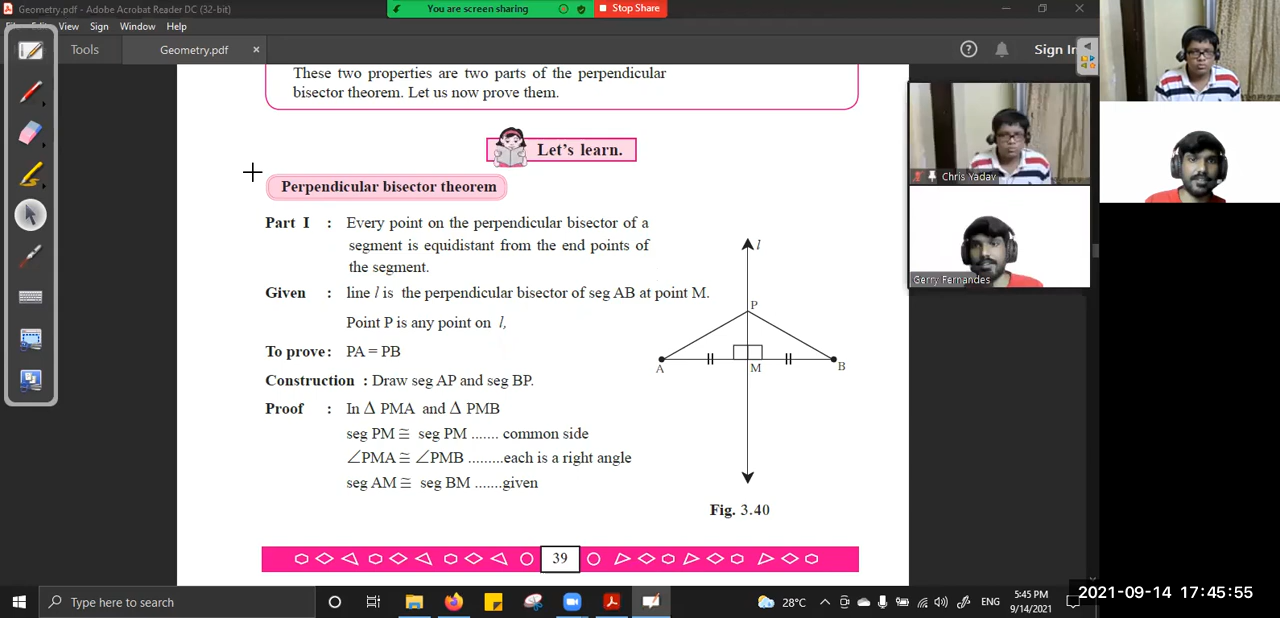 Geometry.pdf - Adobe Acrobat Reader DC (32-bit)
You are screen sharing
Stop Share
View Sign Window Help
Tools
Geometry.pdf ×
Sign In
These two properties are two parts of the perpendicular
bisector theorem. Let us now prove them.
Let's learn.
Perpendicular bisector theorem
Part I : Every point on the perpendicular bisector of a
segment is equidistant from the end points of
the segment.
Given : line l is the perpendicular bisector of seg AB at point M.
Point P is any point on l,
To prove: PA = PB
Construction : Draw seg AP and seg BP.
Proof : In Δ PMA and Δ PMB
seg PM ≅ seg PM ....... common side
∠PMA ≅ ∠PMB .........each is a right angle
seg AM ≅ seg BM .......given
l
P
A
M
B
Fig. 3.40
39
Chris Yadav
Gerry Fernandes
Type here to search
28°C
ENG
5:45 PM
9/14/2021
2021-09-14 17:45:55